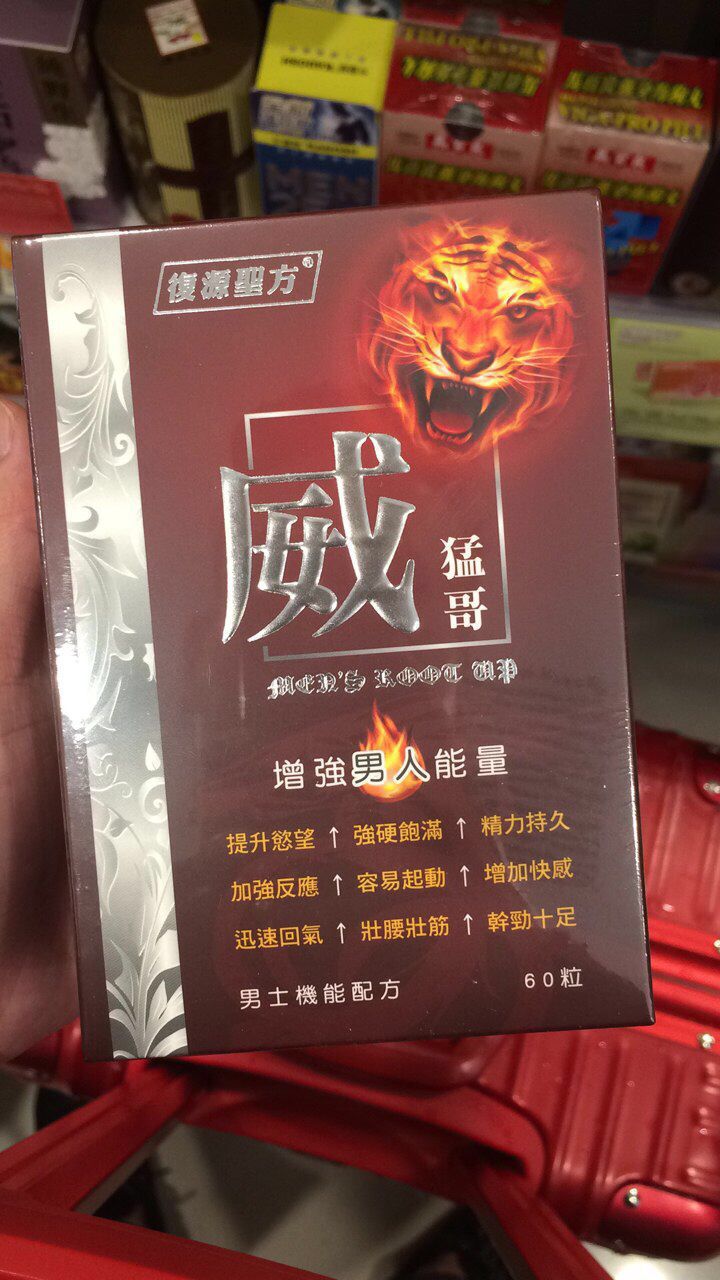 復源聖方®
威
猛哥
MEN'S ROOT UP
增強男人能量
提升慾望↑強硬飽滿↑精力持久
加強反應↑容易起動↑增加快感
迅速回氣↑壯腰壯筋↑幹勁十足
男士機能配方 60粒